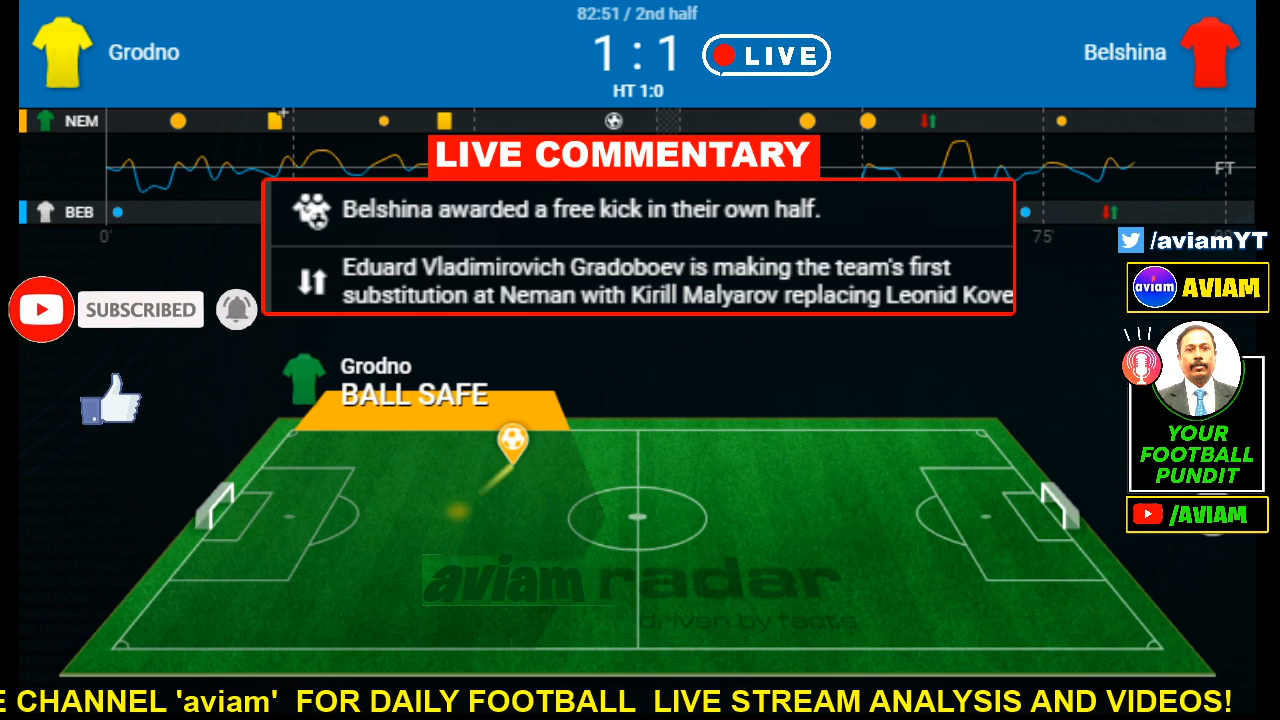 82:51 / 2nd half
Grodno
1 : 1
LIVE
Belshina
HT 1:0
NEM
LIVE COMMENTARY
FT
Belshina awarded a free kick in their own half.
BEB
0'
75'
Eduard Vladimirovich Gradoboev is making the team's first
substitution at Neman with Kirill Malyarov replacing Leonid Kove
/aviamYT
aviam AVIAM
SUBSCRIBED
Grodno
BALL SAFE
YOUR
FOOTBALL
PUNDIT
/AVIAM
aviam radar
driven by facts
E CHANNEL 'aviam' FOR DAILY FOOTBALL LIVE STREAM ANALYSIS AND VIDEOS!